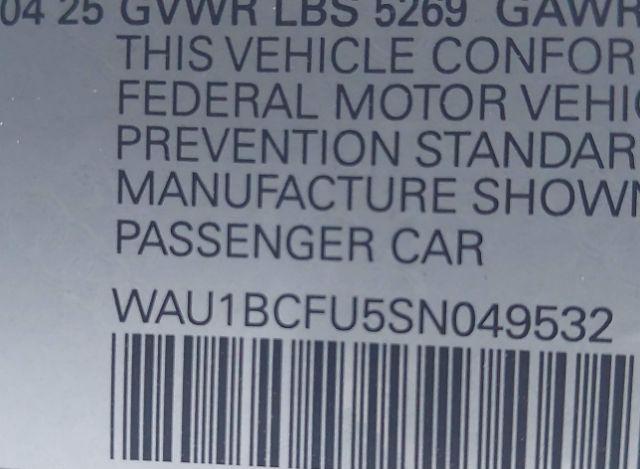 04 25 GVWR LBS 5269 GAWR
THIS VEHICLE CONFOR
FEDERAL MOTOR VEHIC
PREVENTION STANDAR
MANUFACTURE SHOWN
PASSENGER CAR
WAU1BCFU5SN049532